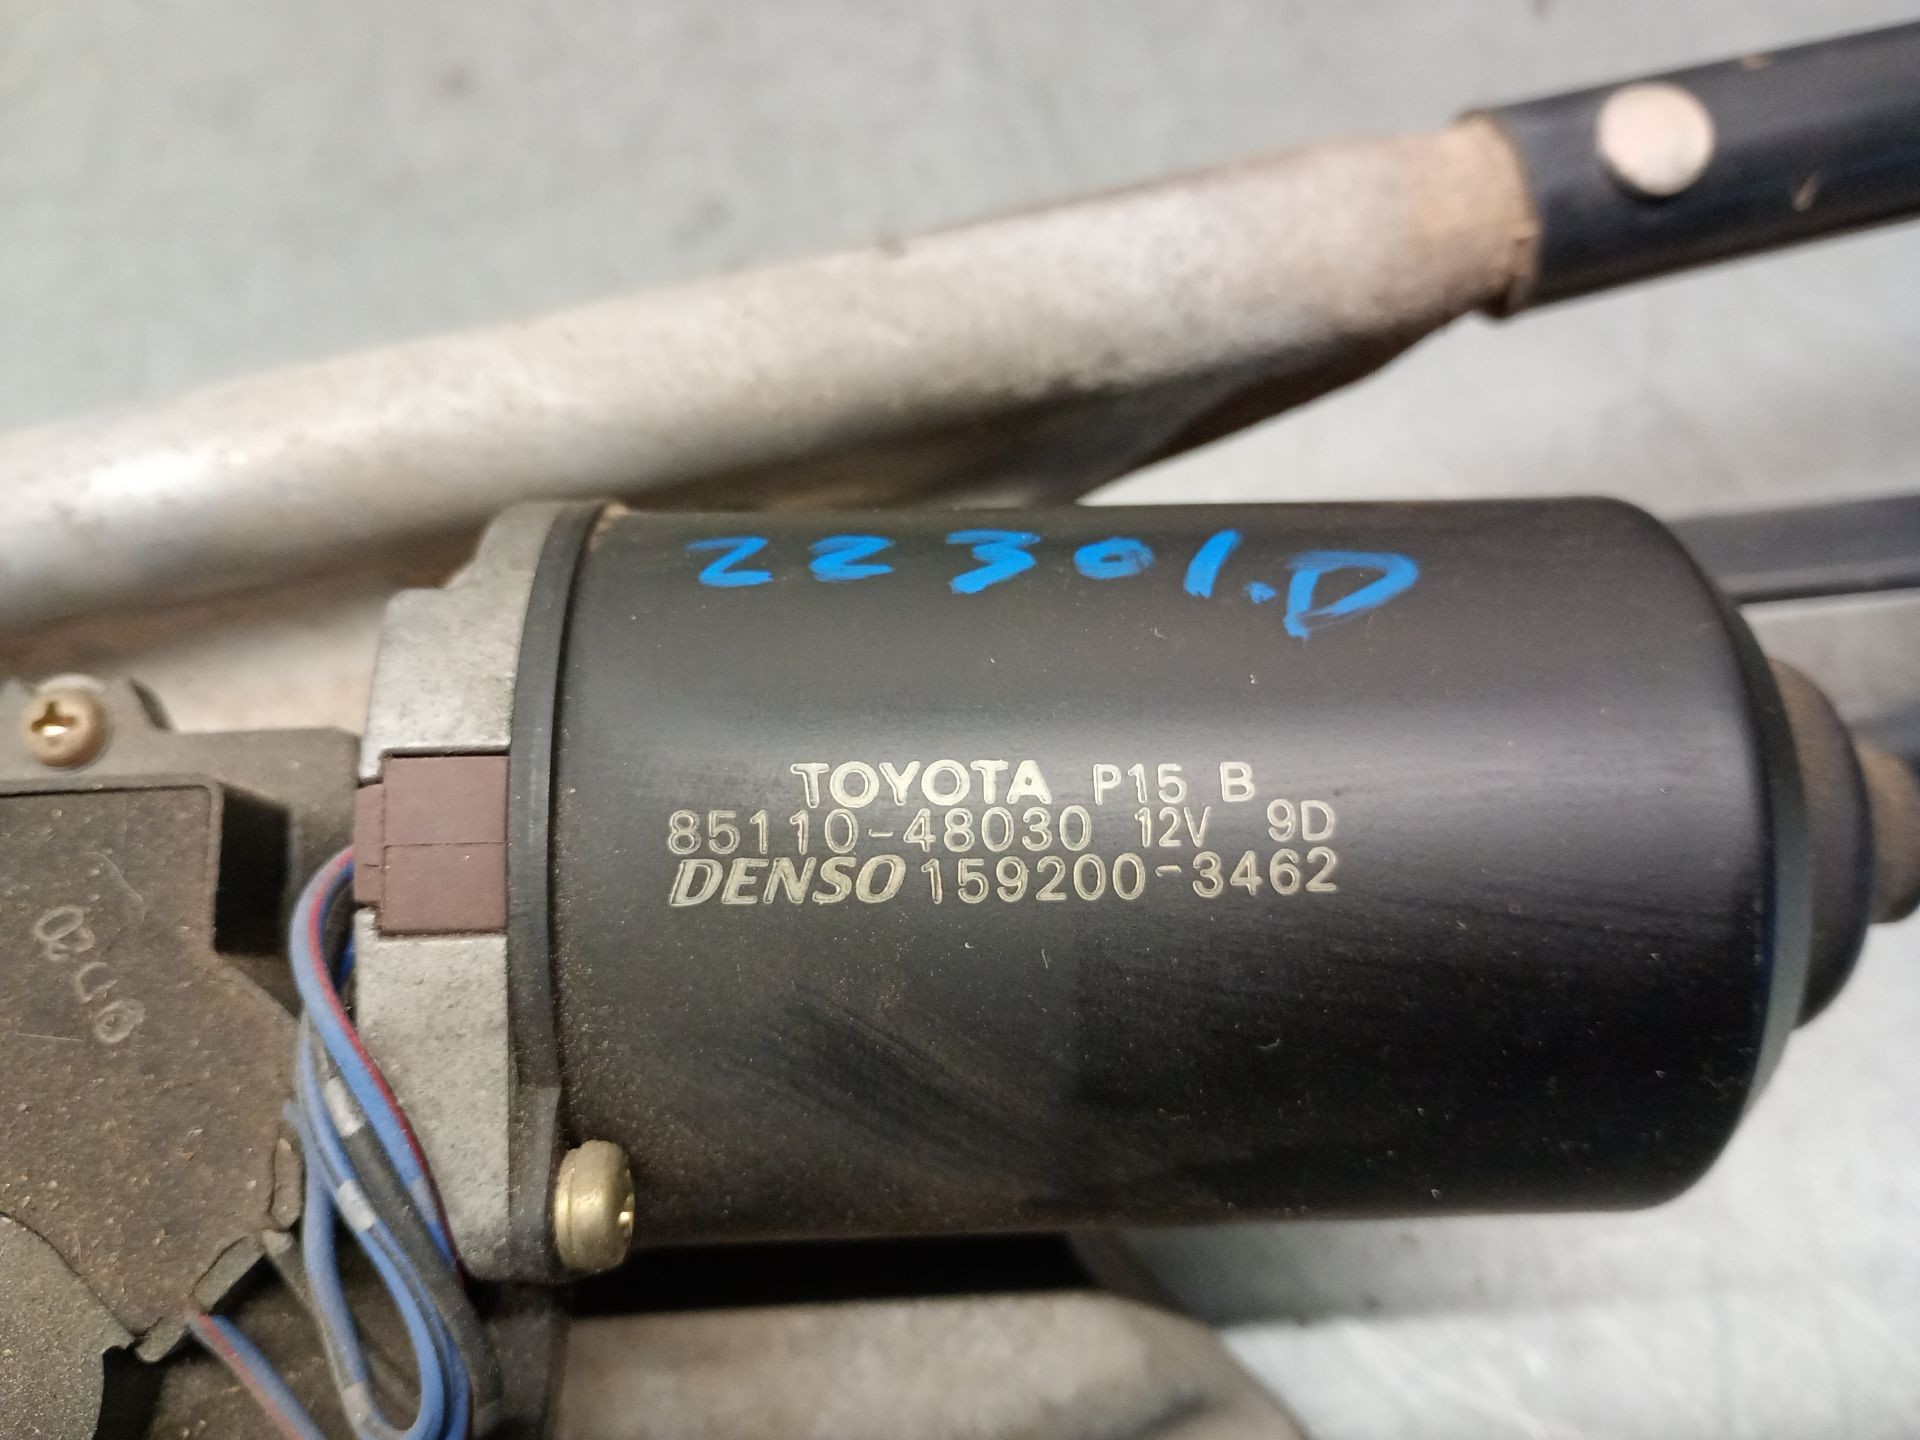 22301.D
TOYOTA P15 B
85110-48030 12V 9D
DENSO 159200-3462